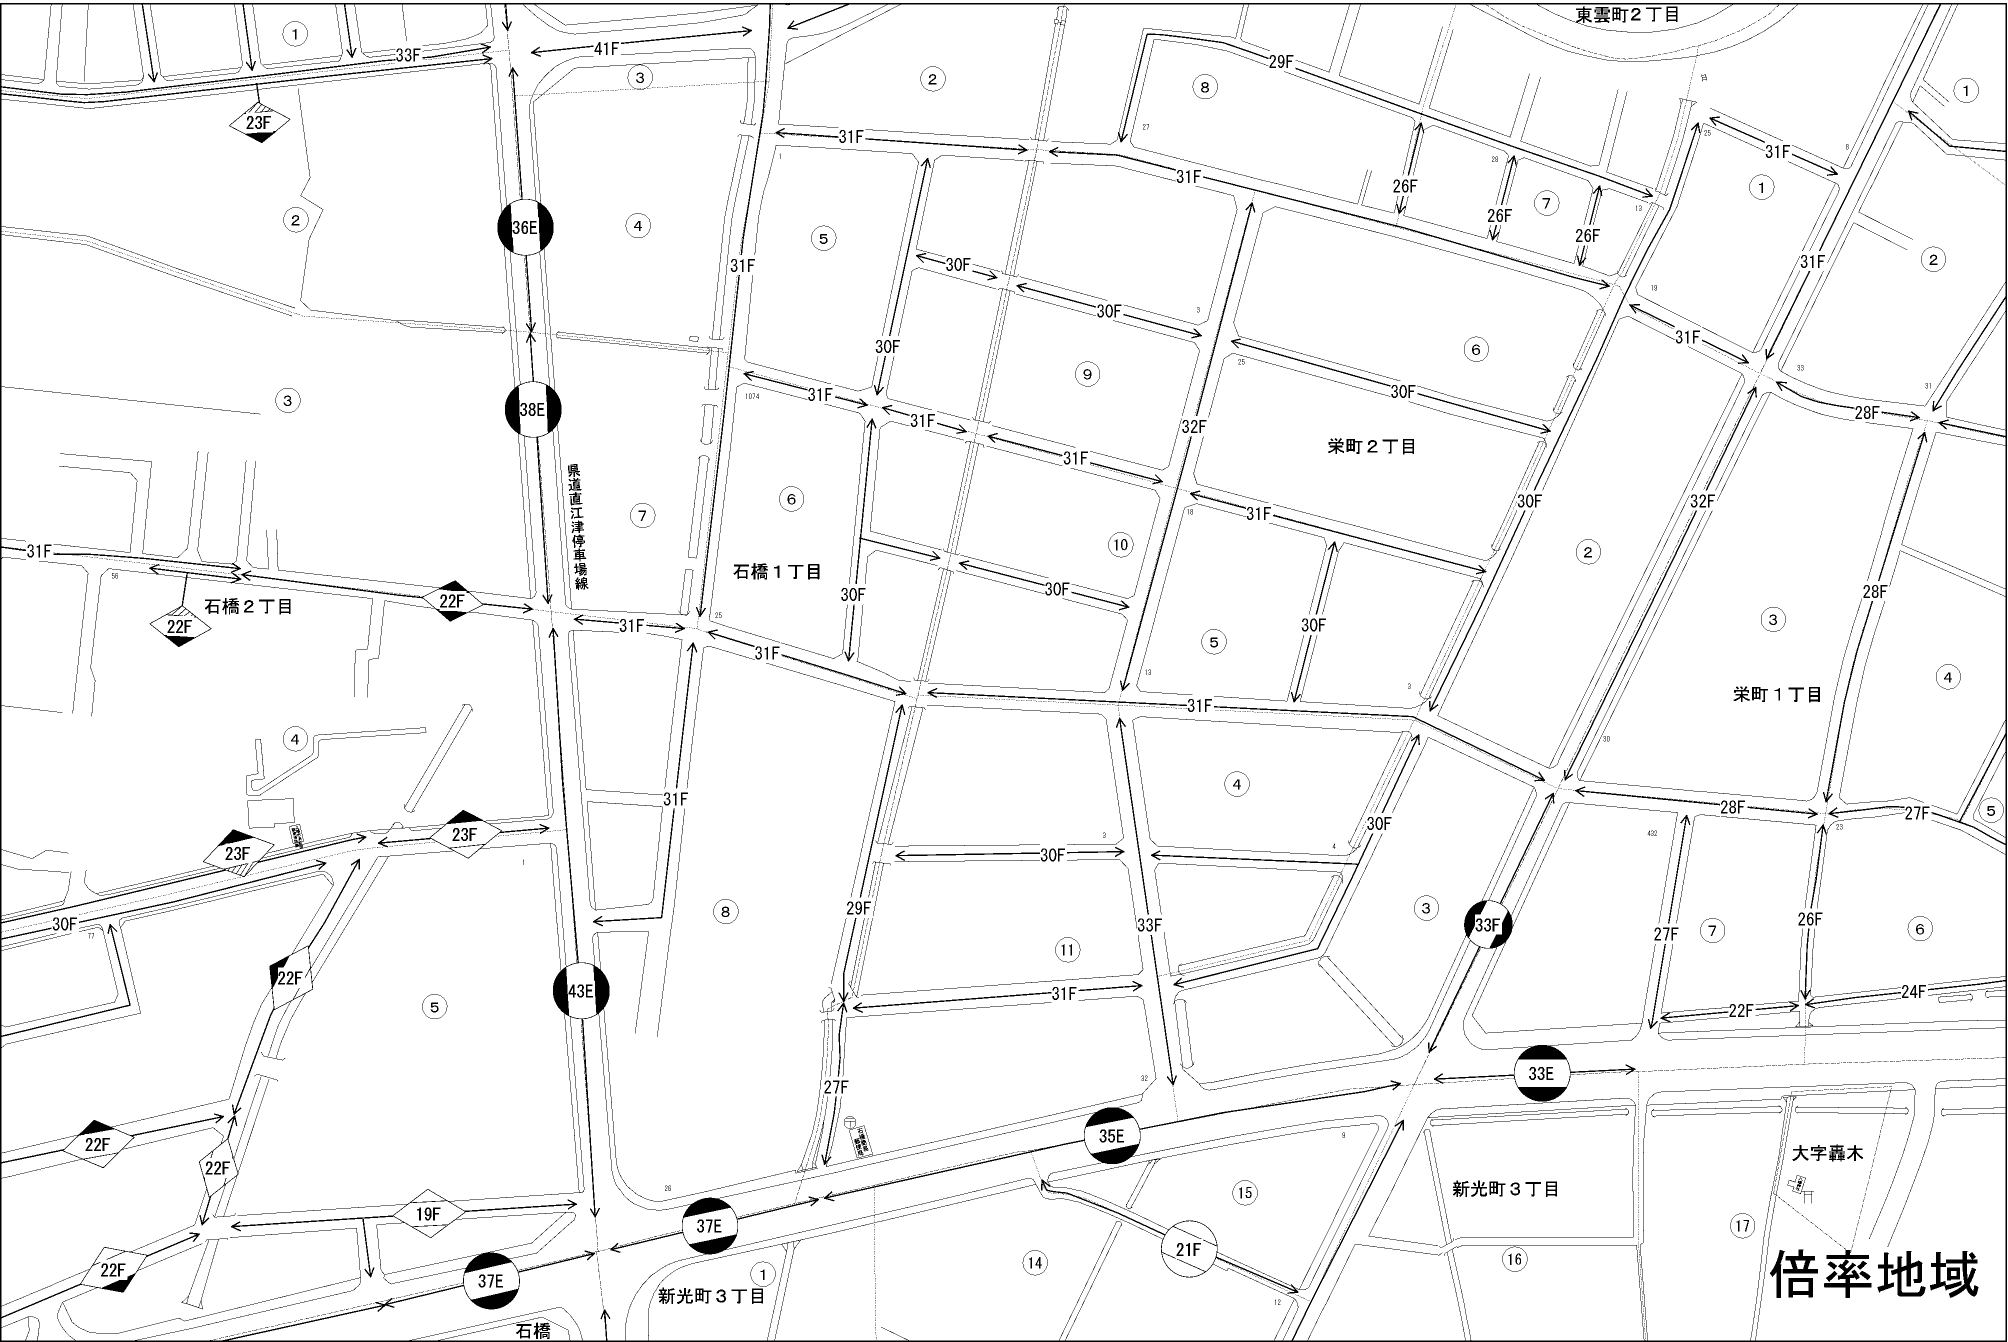 東雲町２丁目
①
33F
41F
③
②
⑧
29F
①
23F
31F
31F
31F
26F
26F
26F
⑦
①
②
36E
④
⑤
31F
30F
30F
30F
31F
31F
②
⑥
③
38E
31F
31F
⑨
31F
32F
30F
栄町２丁目
28F
県道直江津停車場線
⑦
⑥
⑩
31F
30F
32F
②
31F
22F
石橋２丁目
22F
31F
石橋１丁目
30F
30F
30F
⑤
28F
③
31F
31F
栄町１丁目
④
④
31F
④
30F
28F
27F
⑤
23F
23F
30F
30F
29F
⑧
33F
⑪
③
33F
27F
⑦
26F
⑥
22F
⑤
43E
31F
22F
24F
27F
33E
22F
22F
35E
大字轟木
19F
37E
⑮
新光町３丁目
⑰
22F
37E
新光町３丁目
①
⑭
21F
⑯
石橋
倍率地域